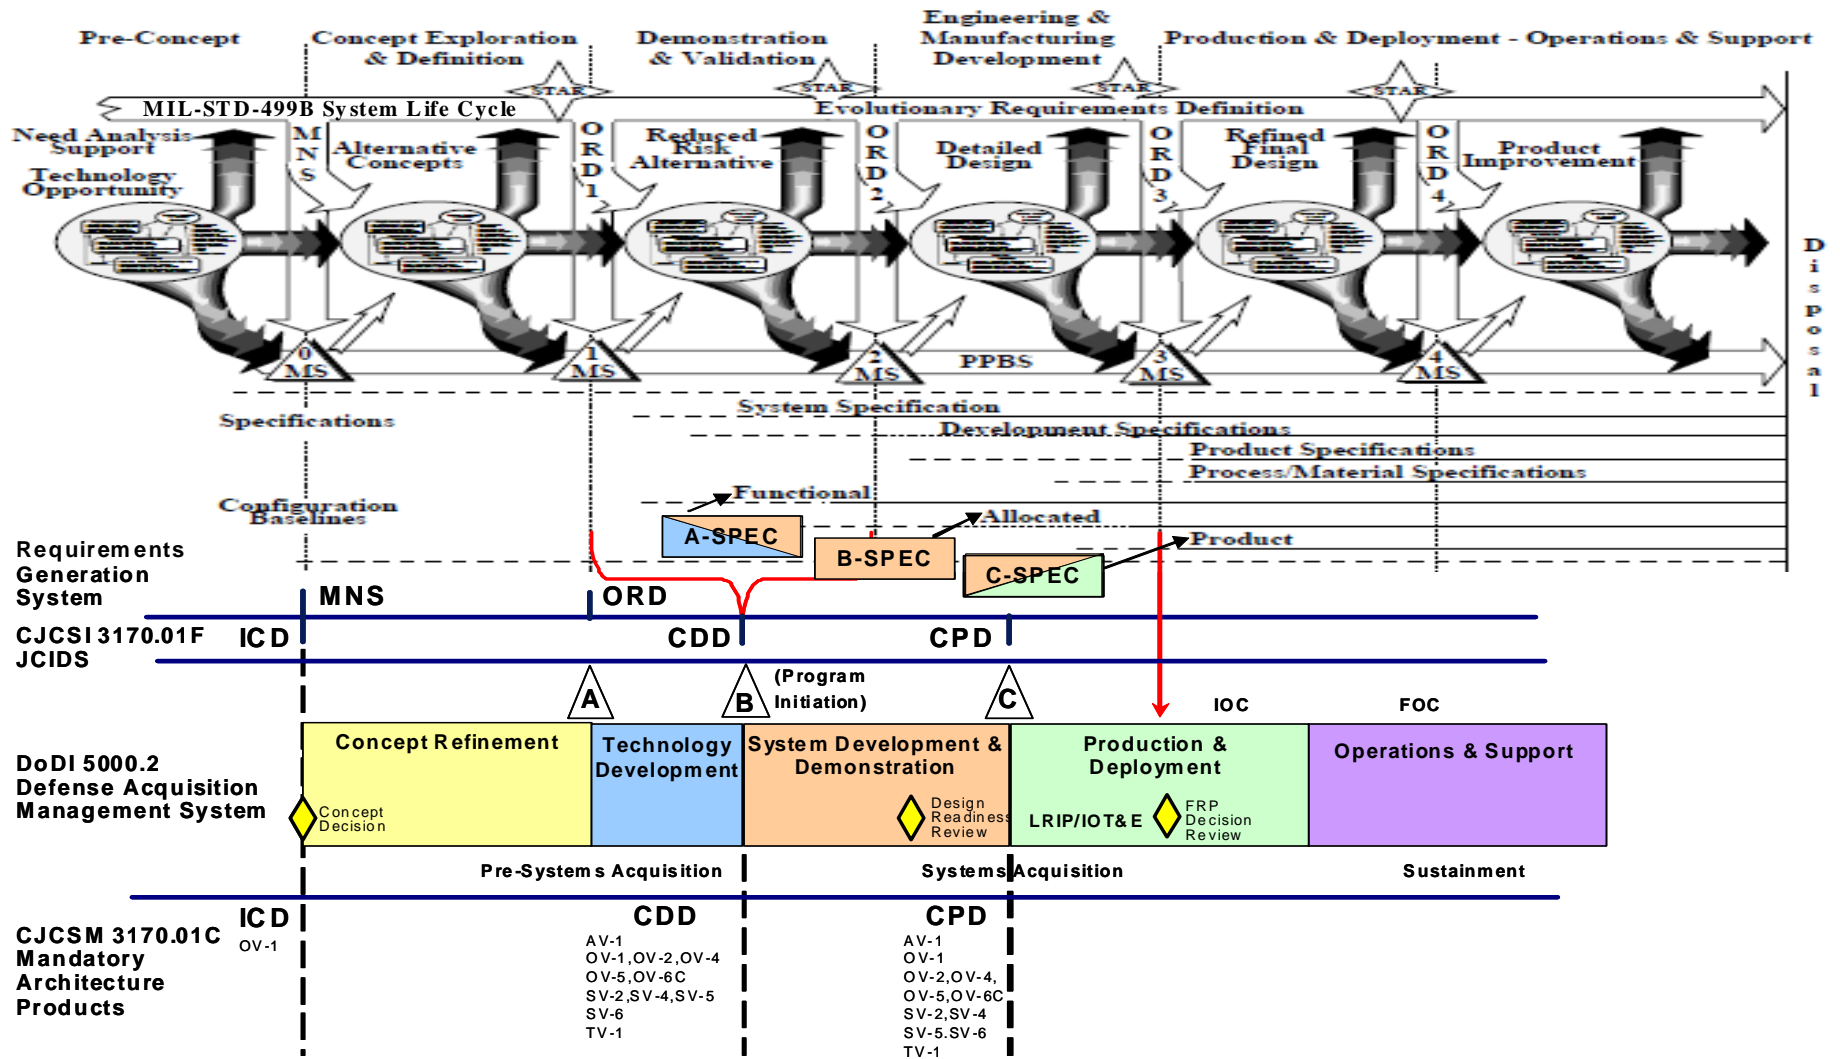 Pre-Concept
Concept Exploration
& Definition
Demonstration
& Validation
Engineering &
Manufacturing
Development
Production & Deployment - Operations & Support
STAR
STAR
STAR
STAR
MIL-STD-499B System Life Cycle
Evolutionary Requirements Definition
Need Analysis
Support
Technology
Opportunity
MNS
Alternative
Concepts
ORD1
Reduced
Risk
Alternative
ORD2
Detailed
Design
ORD3
Refined
Final
Design
ORD4
Product
Improvement
Disposal
0
MS
1
MS
2
MS
PPBS
3
MS
4
MS
Specifications
System Specification
Development Specifications
Product Specifications
Process/Material Specifications
Configuration
Baselines
Functional
Allocated
Product
A-SPEC
B-SPEC
C-SPEC
Requirements
Generation
System
MNS
ORD
CJCSI 3170.01F
JCIDS
ICD
CDD
CPD
A
B
(Program
Initiation)
C
IOC
FOC
DoDI 5000.2
Defense Acquisition
Management System
Concept Refinement
Technology
Development
System Development &
Demonstration
Production &
Deployment
Operations & Support
Concept
Decision
Design
Readiness
Review
LRIP/IOT&E
FRP
Decision
Review
Pre-Systems Acquisition
Systems Acquisition
Sustainment
CJCSM 3170.01C
Mandatory
Architecture
Products
ICD
OV-1
CDD
AV-1
OV-1,OV-2,OV-4
OV-5,OV-6C
SV-2,SV-4,SV-5
SV-6
TV-1
CPD
AV-1
OV-1
OV-2,OV-4,
OV-5,OV-6C
SV-2,SV-4
SV-5.SV-6
TV-1